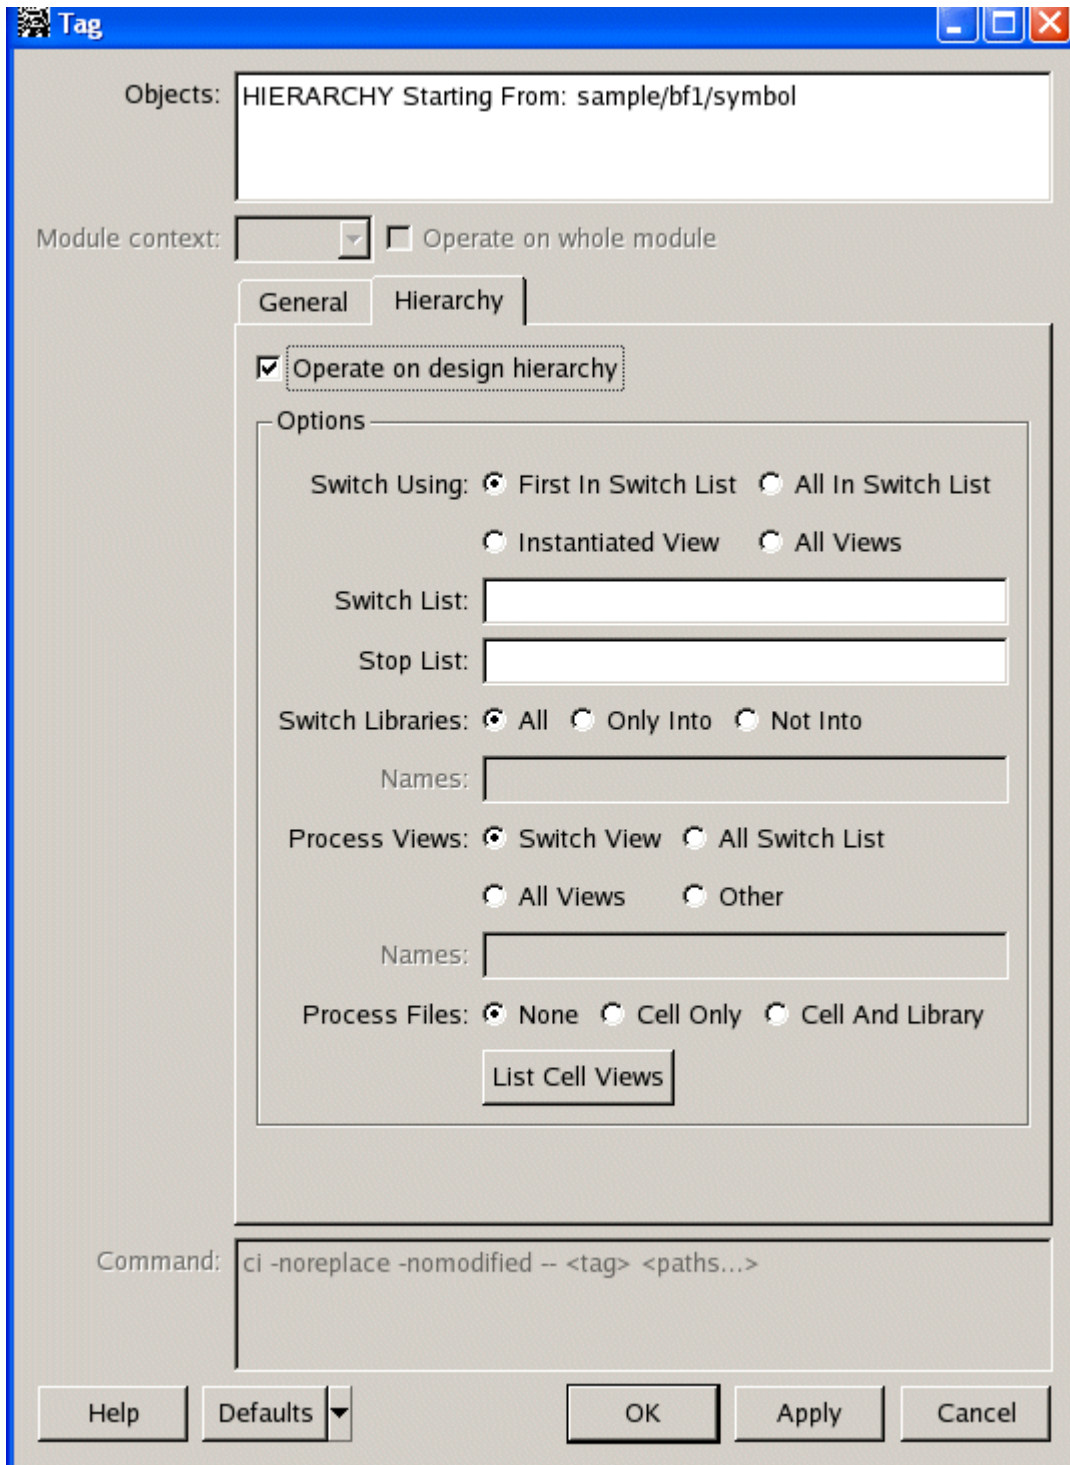 Tag
Objects: HIERARCHY Starting From: sample/bf1/symbol
Module context: Operate on whole module
General Hierarchy
Operate on design hierarchy
Options
Switch Using: First In Switch List All In Switch List
Instantiated View All Views
Switch List:
Stop List:
Switch Libraries: All Only Into Not Into
Names:
Process Views: Switch View All Switch List
All Views Other
Names:
Process Files: None Cell Only Cell And Library
List Cell Views
Command: ci -noreplace -nomodified -- <tag> <paths...>
Help Defaults OK Apply Cancel